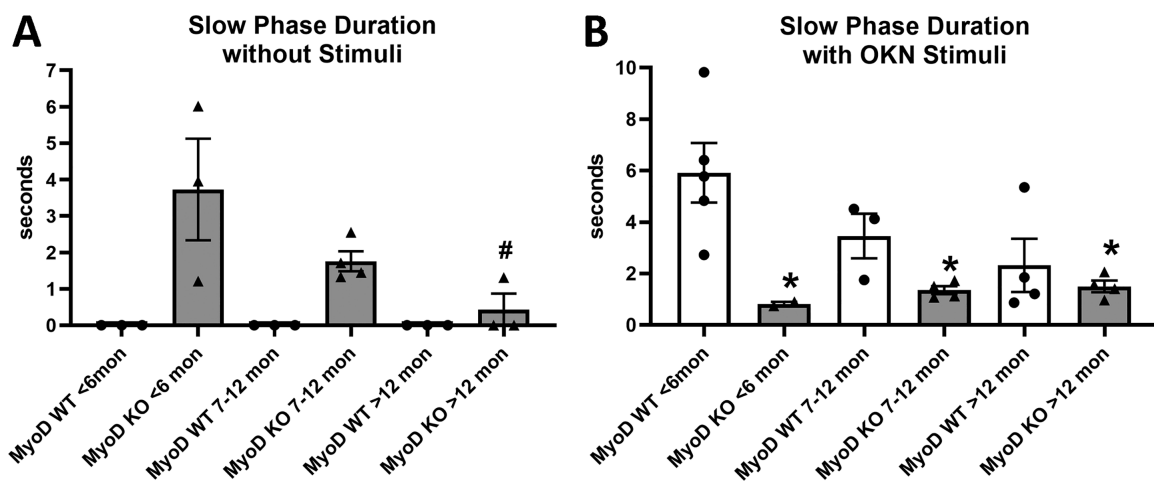 A
Slow Phase Duration
without Stimuli
seconds
7
6
5
4
3
2
1
0
#
MyoD WT <6mon
MyoD KO <6 mon
MyoD WT 7-12 mon
MyoD KO 7-12 mon
MyoD WT >12 mon
MyoD KO >12 mon
B
Slow Phase Duration
with OKN Stimuli
seconds
10
8
6
4
2
0
*
*
*
MyoD WT <6mon
MyoD KO <6 mon
MyoD WT 7-12 mon
MyoD KO 7-12 mon
MyoD WT >12 mon
MyoD KO >12 mon